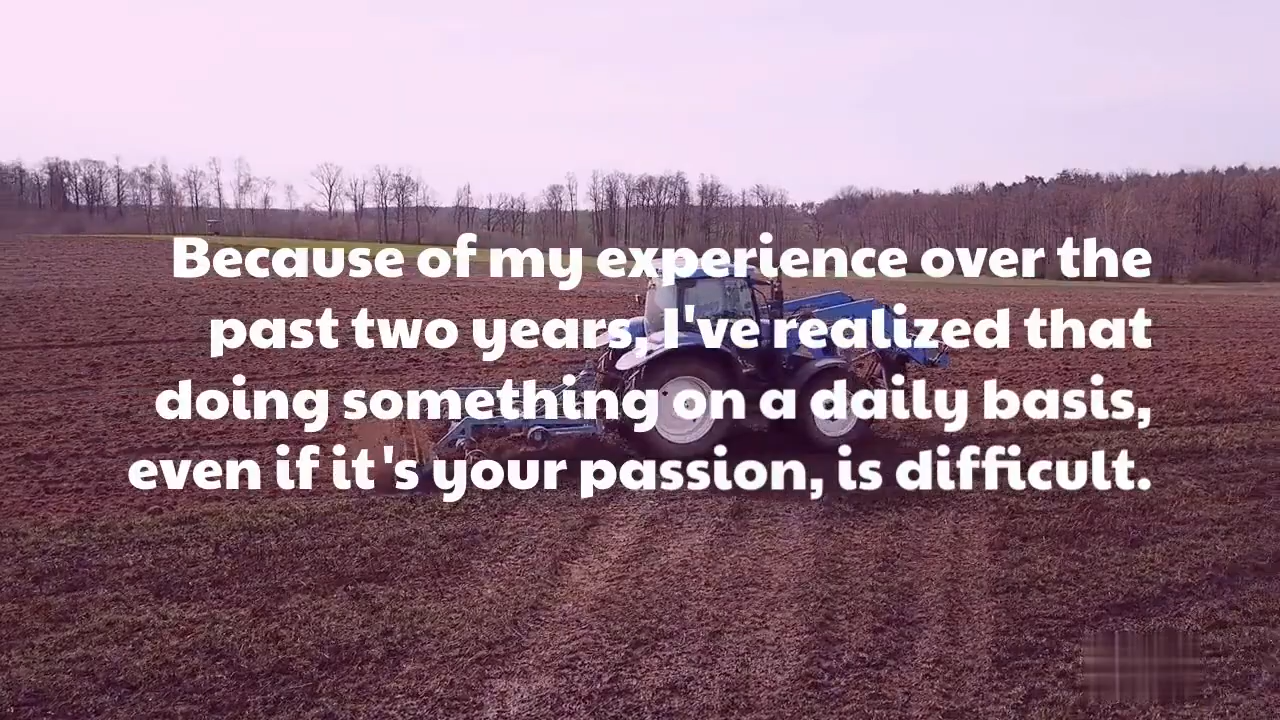 Because of my experience over the
past two years, I've realized that
doing something on a daily basis,
even if it's your passion, is difficult.